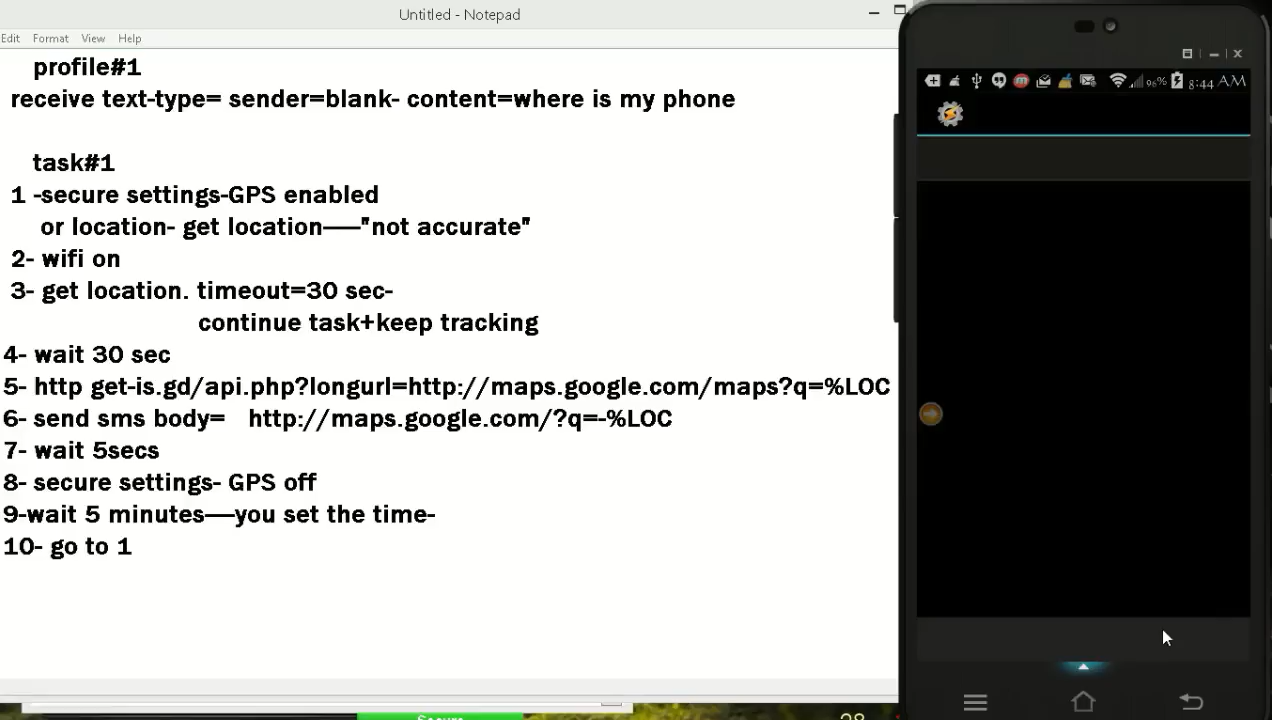 Untitled - Notepad
Edit Format View Help
profile#1
receive text-type= sender=blank- content=where is my phone
task#1
1 -secure settings-GPS enabled
or location- get location----"not accurate"
2- wifi on
3- get location. timeout=30 sec-
continue task+keep tracking
4- wait 30 sec
5- http get-is.gd/api.php?longurl=http://maps.google.com/maps?q=%LOC
6- send sms body= http://maps.google.com/?q=-%LOC
7- wait 5secs
8- secure settings- GPS off
9-wait 5 minutes---you set the time-
10- go to 1
96% 8:44 AM
Secure
28